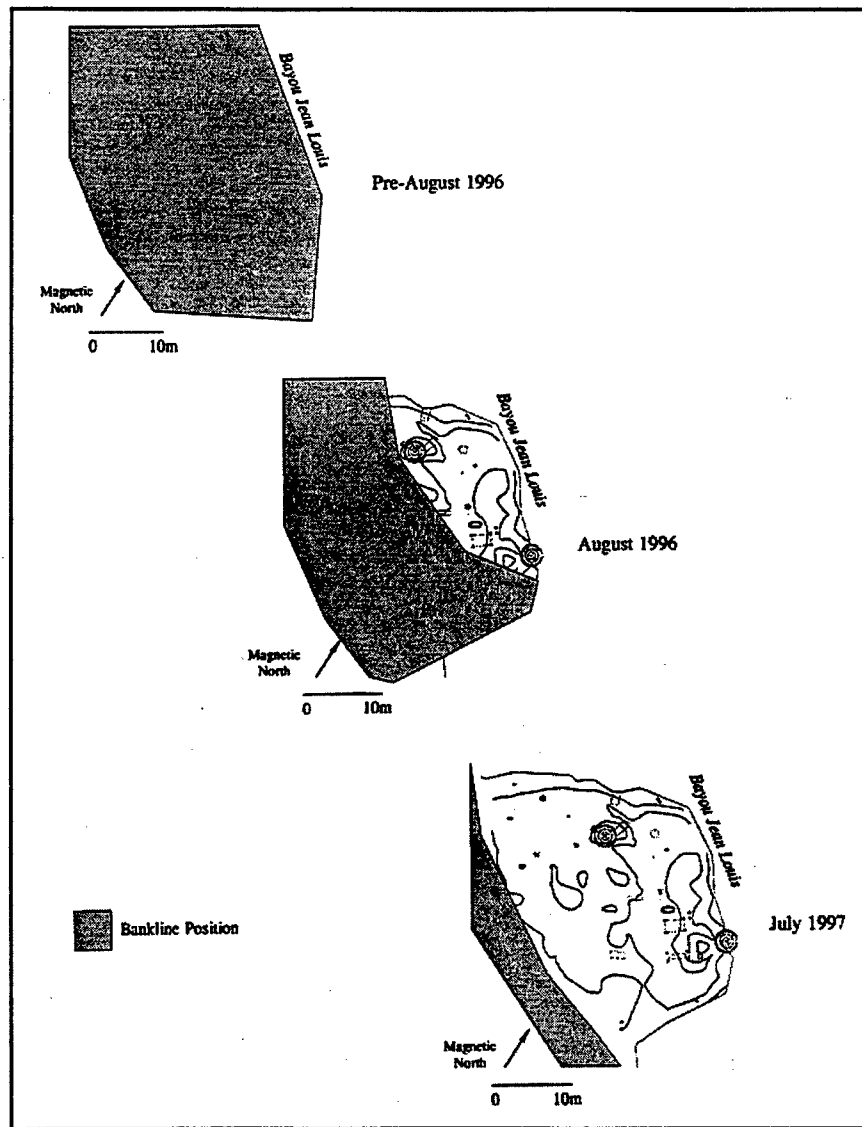 Bayou Jean Louis
Pre-August 1996
Magnetic
North
0 10m
Bayou Jean Louis
August 1996
Magnetic
North
0 10m
Bayou Jean Louis
July 1997
Bankline Position
Magnetic
North
0 10m